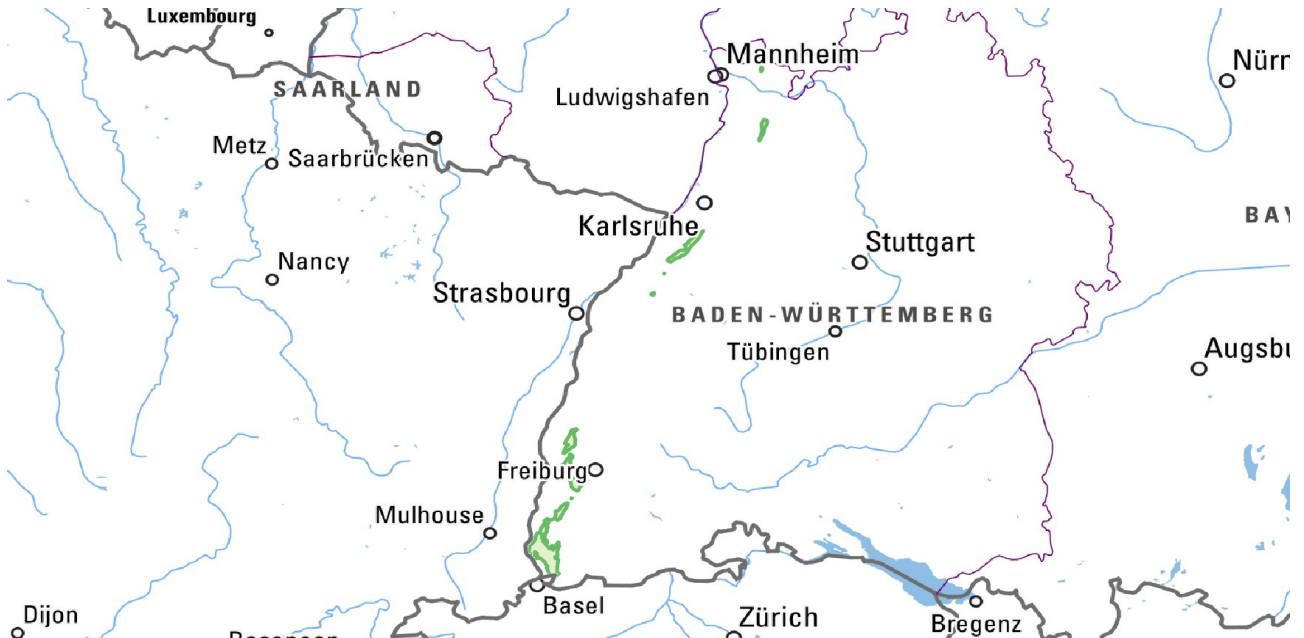 Luxembourg
Mannheim
Nürn
SAARLAND
Ludwigshafen
Metz
Saarbrücken
BAY
Karlsruhe
Stuttgart
Nancy
Strasbourg
BADEN-WÜRTTEMBERG
Tübingen
Augsbu
Freiburg
Mulhouse
Basel
Dijon
Zürich
Bregenz